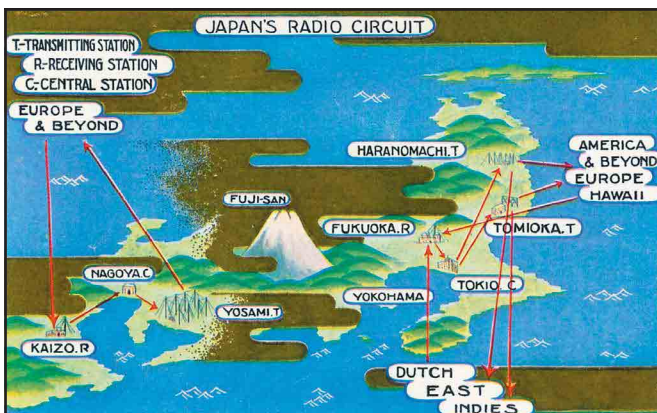 JAPAN'S RADIO CIRCUIT
T.-TRANSMITTING STATION
R.-RECEIVING STATION
C.-CENTRAL STATION
EUROPE
& BEYOND
HARANOMACHI.T
AMERICA
& BEYOND
EUROPE
HAWAII
FUJI-SAN
FUKUOKA.R
TOMIOKA.T
NAGOYA.C
YOSAMI.T
YOKOHAMA
TOKIO.C
KAIZO.R
DUTCH
EAST
INDIES